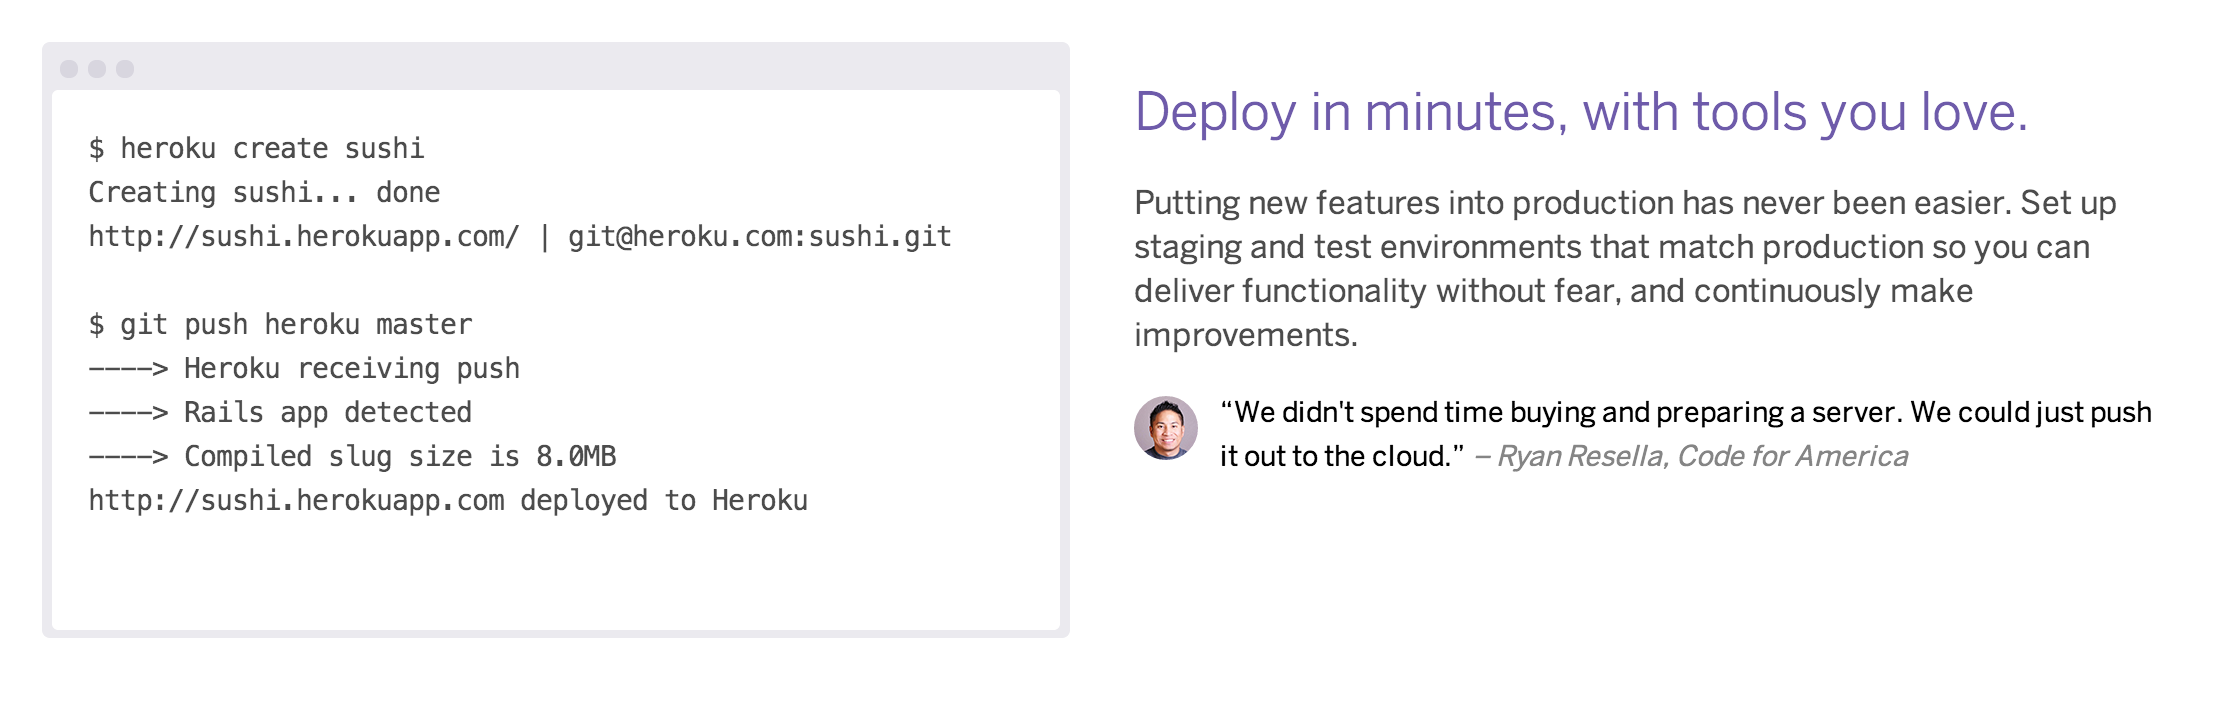 $ heroku create sushi
Creating sushi... done
http://sushi.herokuapp.com/ | git@heroku.com:sushi.git
$ git push heroku master
----> Heroku receiving push
----> Rails app detected
----> Compiled slug size is 8.0MB
http://sushi.herokuapp.com deployed to Heroku
Deploy in minutes, with tools you love.
Putting new features into production has never been easier. Set up
staging and test environments that match production so you can
deliver functionality without fear, and continuously make
improvements.
“We didn't spend time buying and preparing a server. We could just push
it out to the cloud.” – Ryan Resella, Code for America